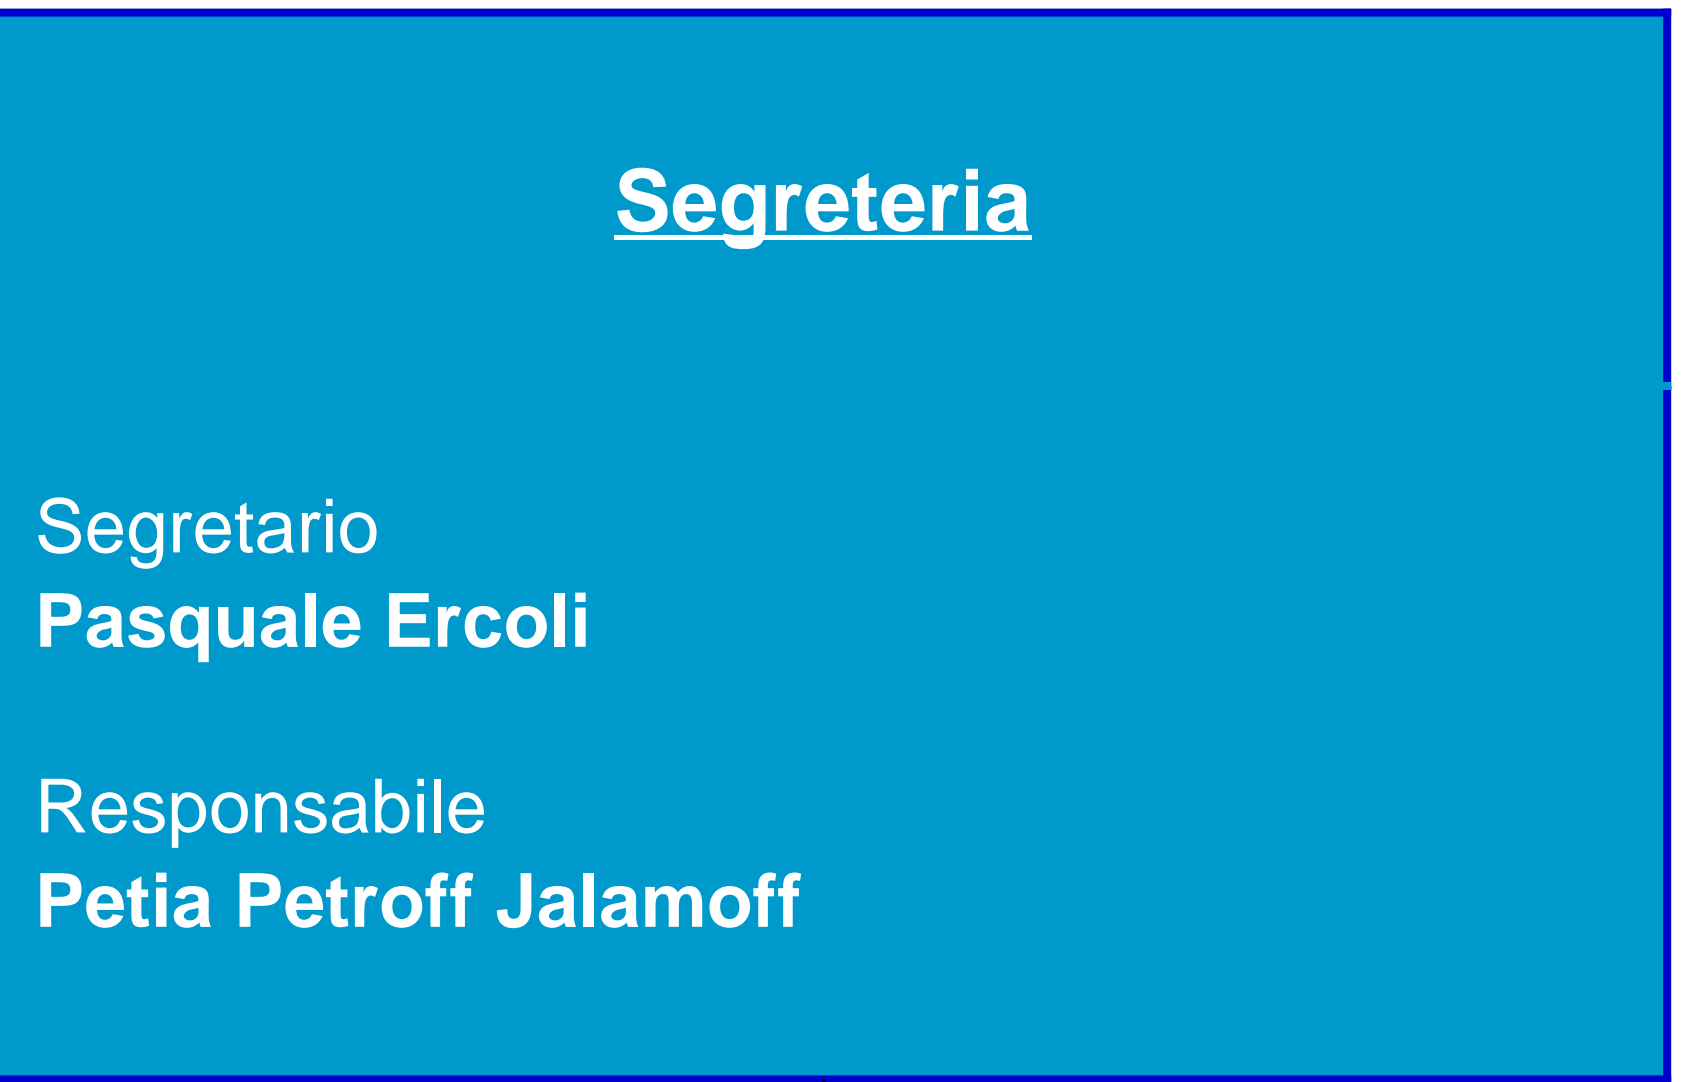 Segreteria
Segretario
Pasquale Ercoli
Responsabile
Petia Petroff Jalamoff